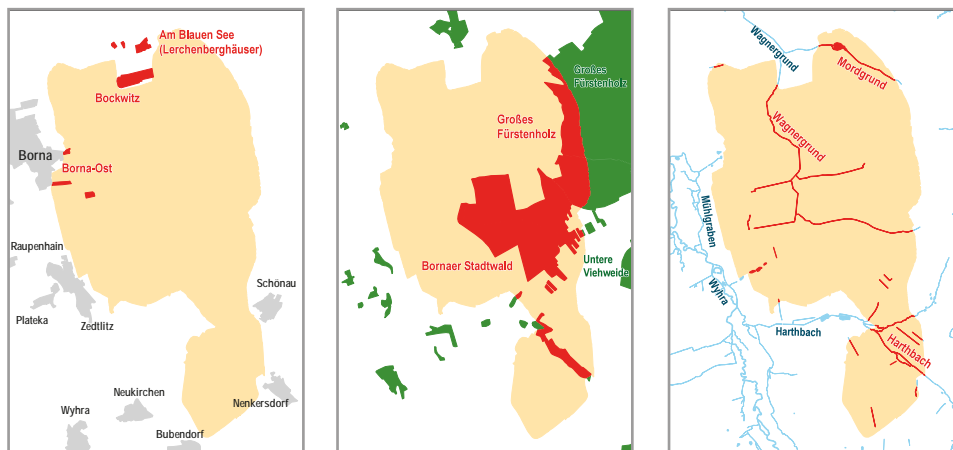 Am Blauen See
(Lerchenberghäuser)
Bockwitz
Borna
Borna-Ost
Raupenhain
Plateka
Zedtlitz
Schönau
Neukirchen
Nenkersdorf
Wyhra
Bubendorf
Großes
Fürstenholz
Großes
Fürstenholz
Bornaer Stadtwald
Untere
Viehweide
Wagnergrund
Mordgrund
Wagnergrund
Mühlgraben
Wyhra
Harthbach
Harthbach